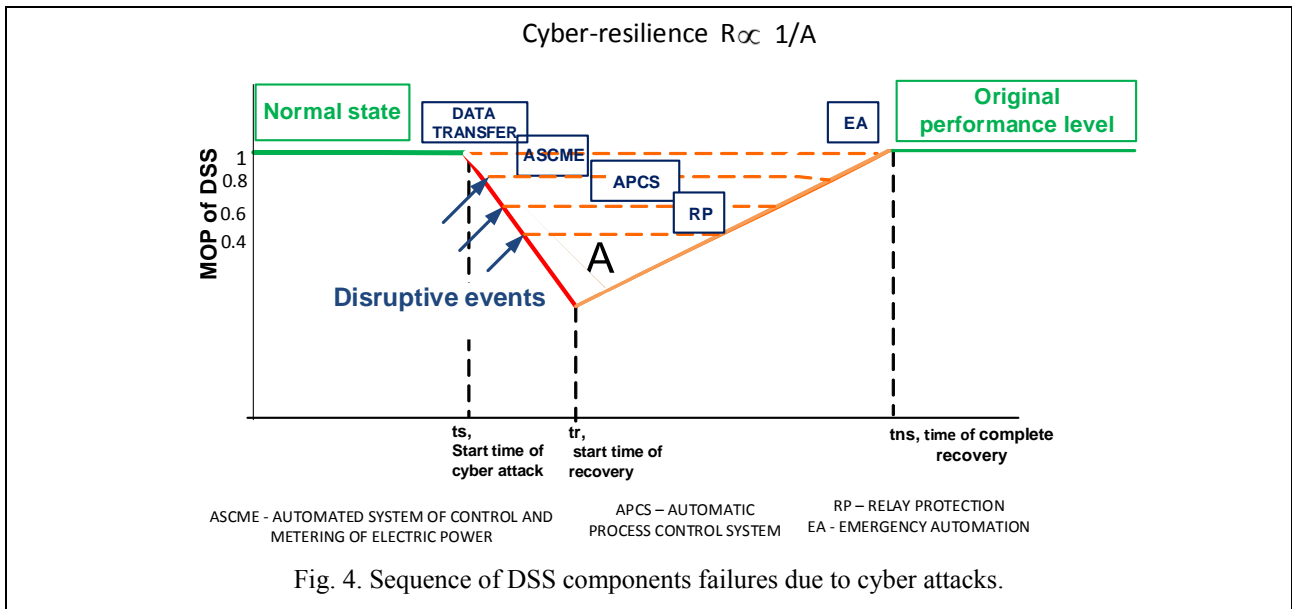 Cyber-resilience R∝ 1/A
Normal state
DATA
TRANSFER
ASCME
APCS
RP
EA
Original
performance level
MOP of DSS
1
0.8
0.6
0.4
A
Disruptive events
ts,
Start time of
cyber attack
tr,
start time of
recovery
tns, time of complete
recovery
ASCME - AUTOMATED SYSTEM OF CONTROL AND
METERING OF ELECTRIC POWER
APCS – AUTOMATIC
PROCESS CONTROL SYSTEM
RP – RELAY PROTECTION
EA - EMERGENCY AUTOMATION
Fig. 4. Sequence of DSS components failures due to cyber attacks.